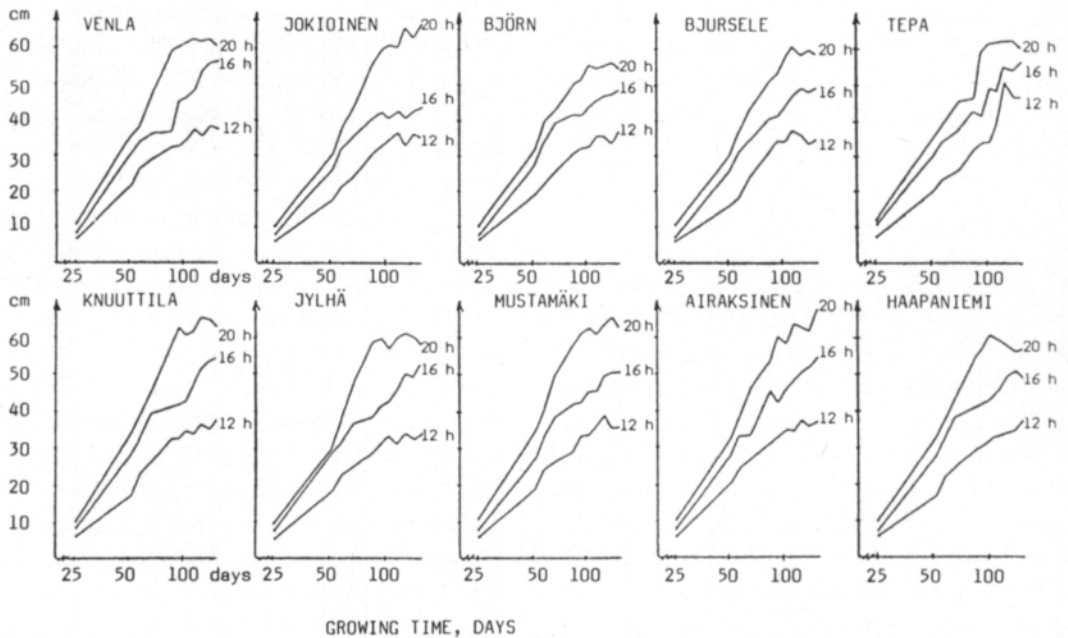 cm
VENLA JOKIOINEN BJÖRN BJURSELE TEPA
60
50
40
30
20
10
20 h
16 h
12 h
20 h
16 h
12 h
20 h
16 h
12 h
20 h
16 h
12 h
20 h
16 h
12 h
25 50 100 days
25 50 100
25 50 100
25 50 100
25 50 100
cm
KNUUTTILA JYLHÄ MUSTAMÄKI AIRAKSINEN HAAPANIEMI
60
50
40
30
20
10
20 h
16 h
12 h
20 h
16 h
12 h
20 h
16 h
12 h
20 h
16 h
12 h
20 h
16 h
12 h
25 50 100 days
25 50 100
25 50 100
25 50 100
25 50 100
GROWING TIME, DAYS